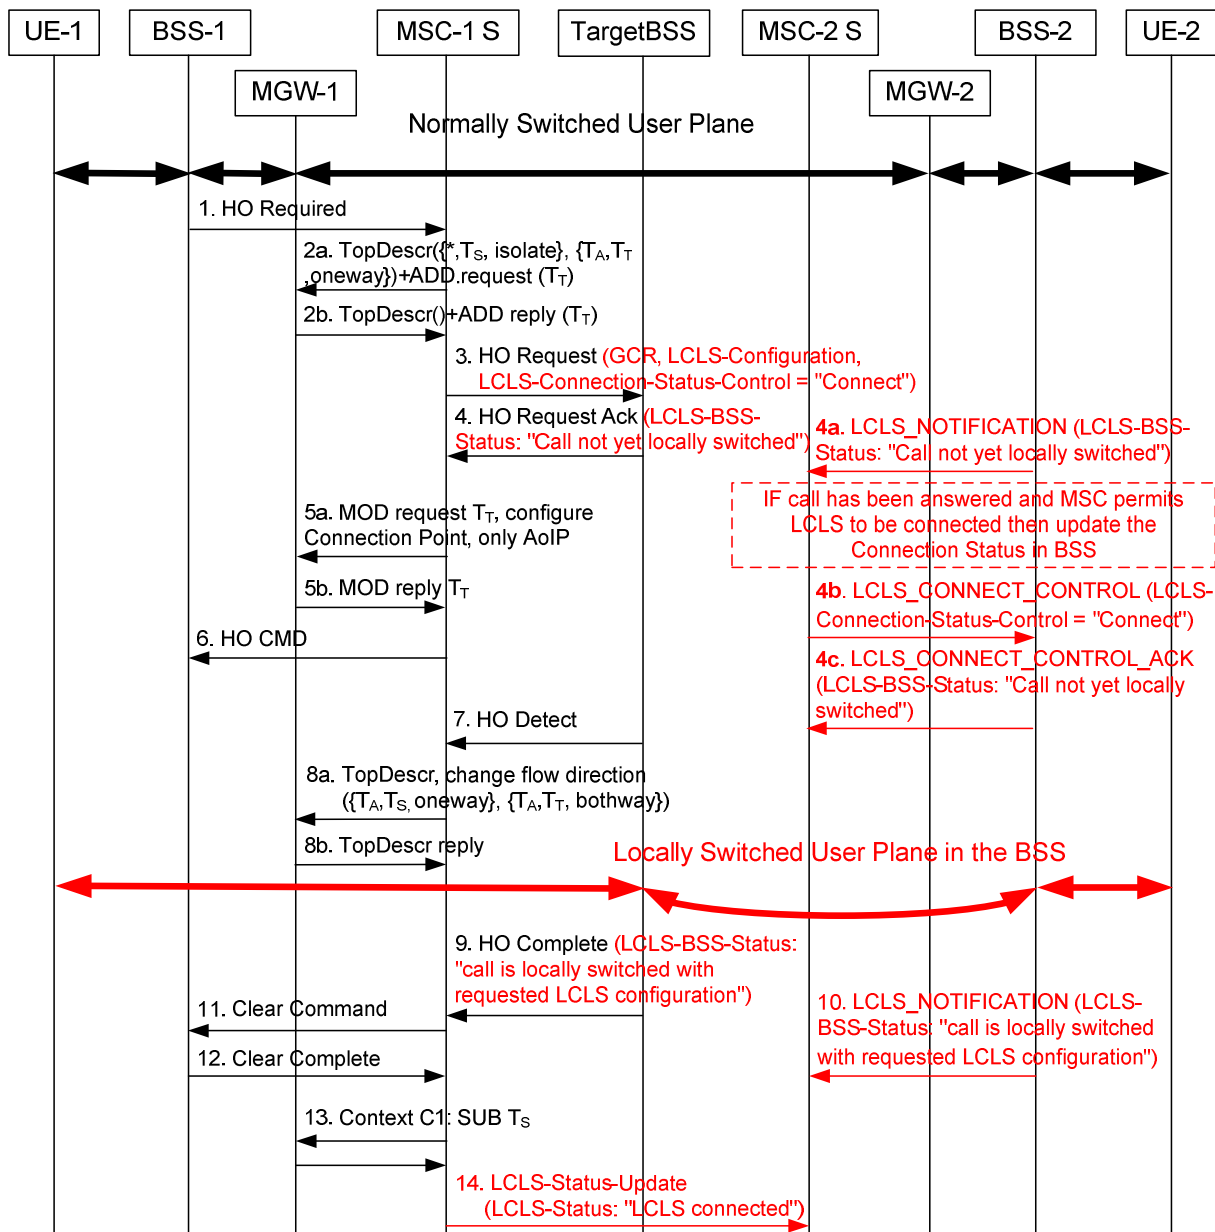 UE-1
BSS-1
MSC-1 S
TargetBSS
MSC-2 S
BSS-2
UE-2
MGW-1
MGW-2
Normally Switched User Plane
1. HO Required
2a. TopDescr({*,TS, isolate}, {TA,TT
,oneway})+ADD.request (TT)
2b. TopDescr()+ADD reply (TT)
3. HO Request (GCR, LCLS-Configuration,
LCLS-Connection-Status-Control = "Connect")
4. HO Request Ack (LCLS-BSS-
Status: "Call not yet locally switched")
4a. LCLS_NOTIFICATION (LCLS-BSS-
Status: "Call not yet locally switched")
IF call has been answered and MSC permits
LCLS to be connected then update the
Connection Status in BSS
5a. MOD request TT, configure
Connection Point, only AoIP
5b. MOD reply TT
4b. LCLS_CONNECT_CONTROL (LCLS-
Connection-Status-Control = "Connect")
6. HO CMD
4c. LCLS_CONNECT_CONTROL_ACK
(LCLS-BSS-Status: "Call not yet locally
switched")
7. HO Detect
8a. TopDescr, change flow direction
({TA,TS, oneway}, {TA,TT, bothway})
8b. TopDescr reply
Locally Switched User Plane in the BSS
9. HO Complete (LCLS-BSS-Status:
"call is locally switched with
requested LCLS configuration")
10. LCLS_NOTIFICATION (LCLS-
BSS-Status: "call is locally switched
with requested LCLS configuration")
11. Clear Command
12. Clear Complete
13. Context C1: SUB TS
14. LCLS-Status-Update
(LCLS-Status: "LCLS connected")